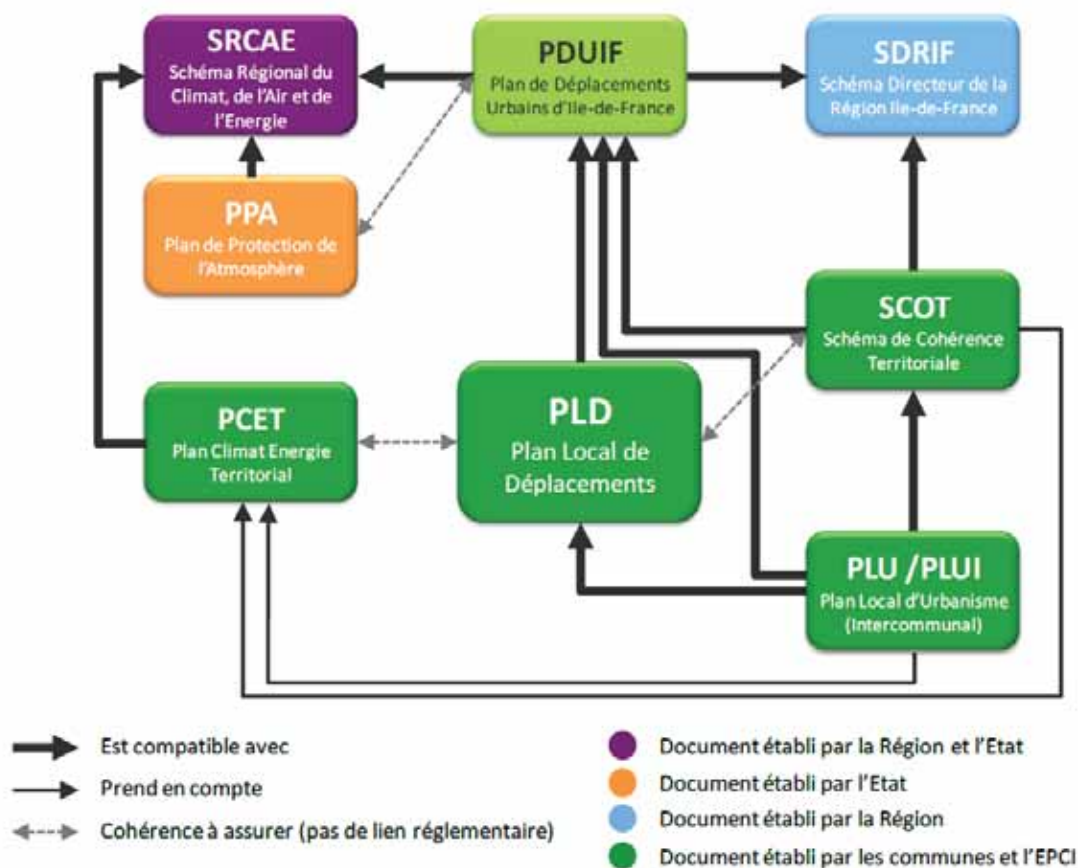 SRCAE
Schéma Régional du
Climat, de l'Air et de
l'Energie
PDUIF
Plan de Déplacements
Urbains d'Ile-de-France
SDRIF
Schéma Directeur de la
Région Ile-de-France
PPA
Plan de Protection de
l'Atmosphère
SCOT
Schéma de Cohérence
Territoriale
PCET
Plan Climat Energie
Territorial
PLD
Plan Local de
Déplacements
PLU /PLUI
Plan Local d'Urbanisme
(Intercommunal)
Est compatible avec
Prend en compte
Cohérence à assurer (pas de lien réglementaire)
Document établi par la Région et l'Etat
Document établi par l'Etat
Document établi par la Région
Document établi par les communes et l'EPCI